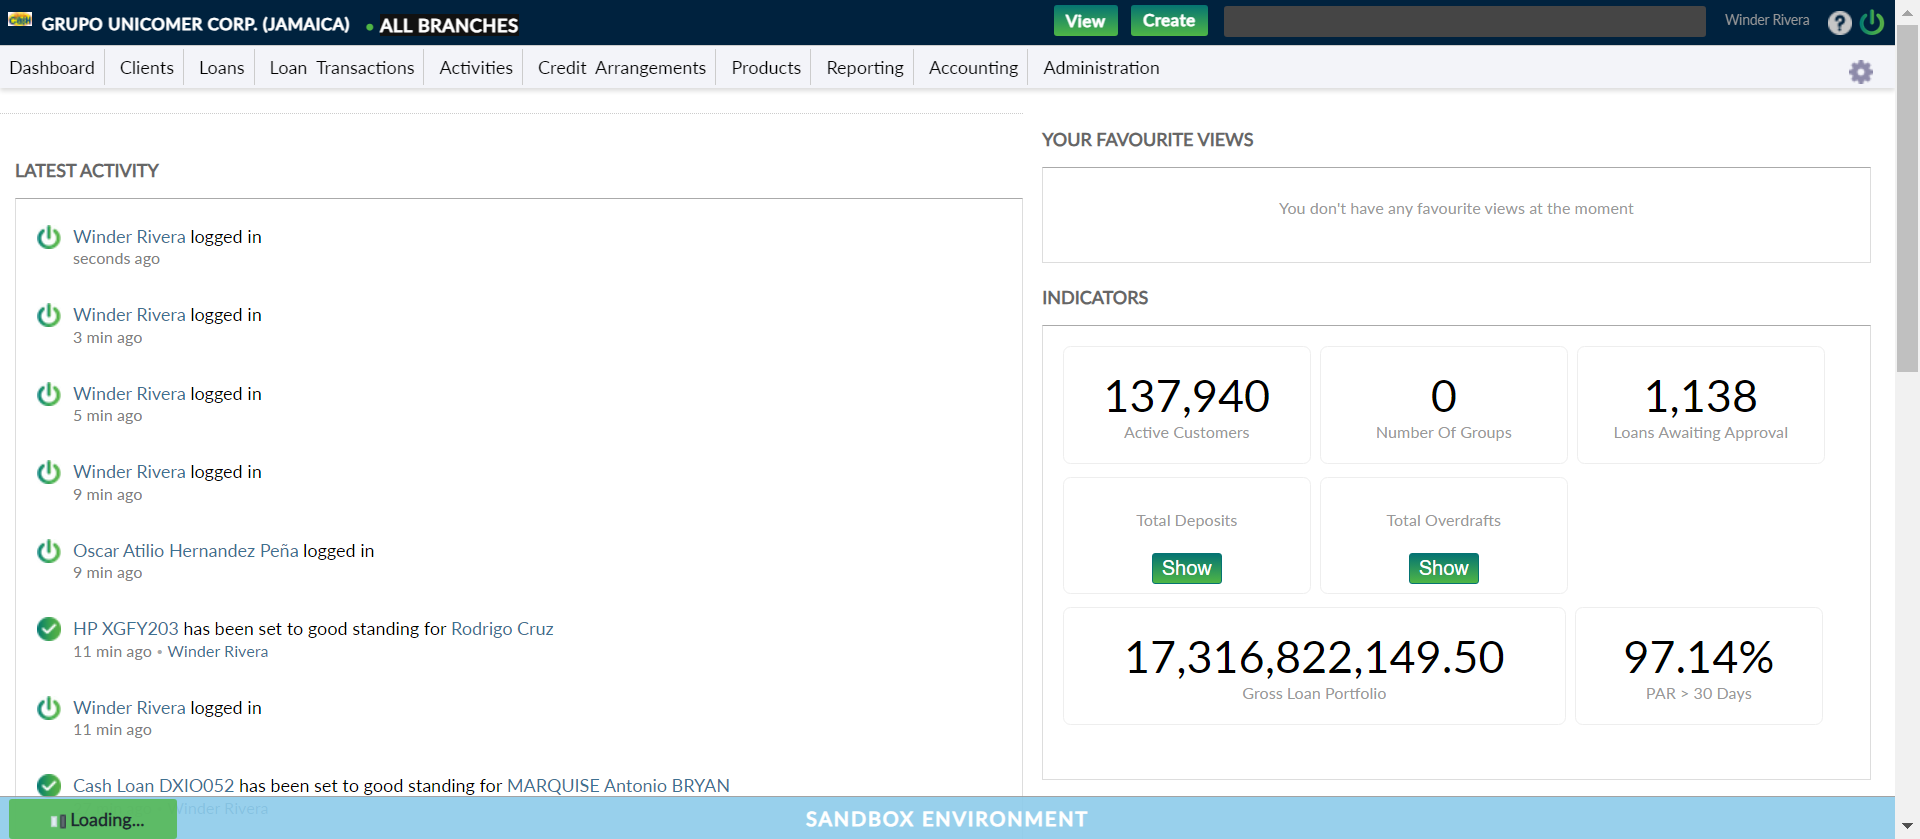 Cash GRUPO UNICOMER CORP. (JAMAICA) • ALL BRANCHES View Create Winder Rivera ?
Dashboard Clients Loans Loan Transactions Activities Credit Arrangements Products Reporting Accounting Administration
LATEST ACTIVITY
Winder Rivera logged in
seconds ago
Winder Rivera logged in
3 min ago
Winder Rivera logged in
5 min ago
Winder Rivera logged in
9 min ago
Oscar Atilio Hernandez Peña logged in
9 min ago
HP XGFY203 has been set to good standing for Rodrigo Cruz
11 min ago • Winder Rivera
Winder Rivera logged in
11 min ago
Cash Loan DXIO052 has been set to good standing for MARQUISE Antonio BRYAN
Winder Rivera
YOUR FAVOURITE VIEWS
You don't have any favourite views at the moment
INDICATORS
137,940
Active Customers
0
Number Of Groups
1,138
Loans Awaiting Approval
Total Deposits
Show
Total Overdrafts
Show
17,316,822,149.50
Gross Loan Portfolio
97.14%
PAR > 30 Days
Loading...
SANDBOX ENVIRONMENT